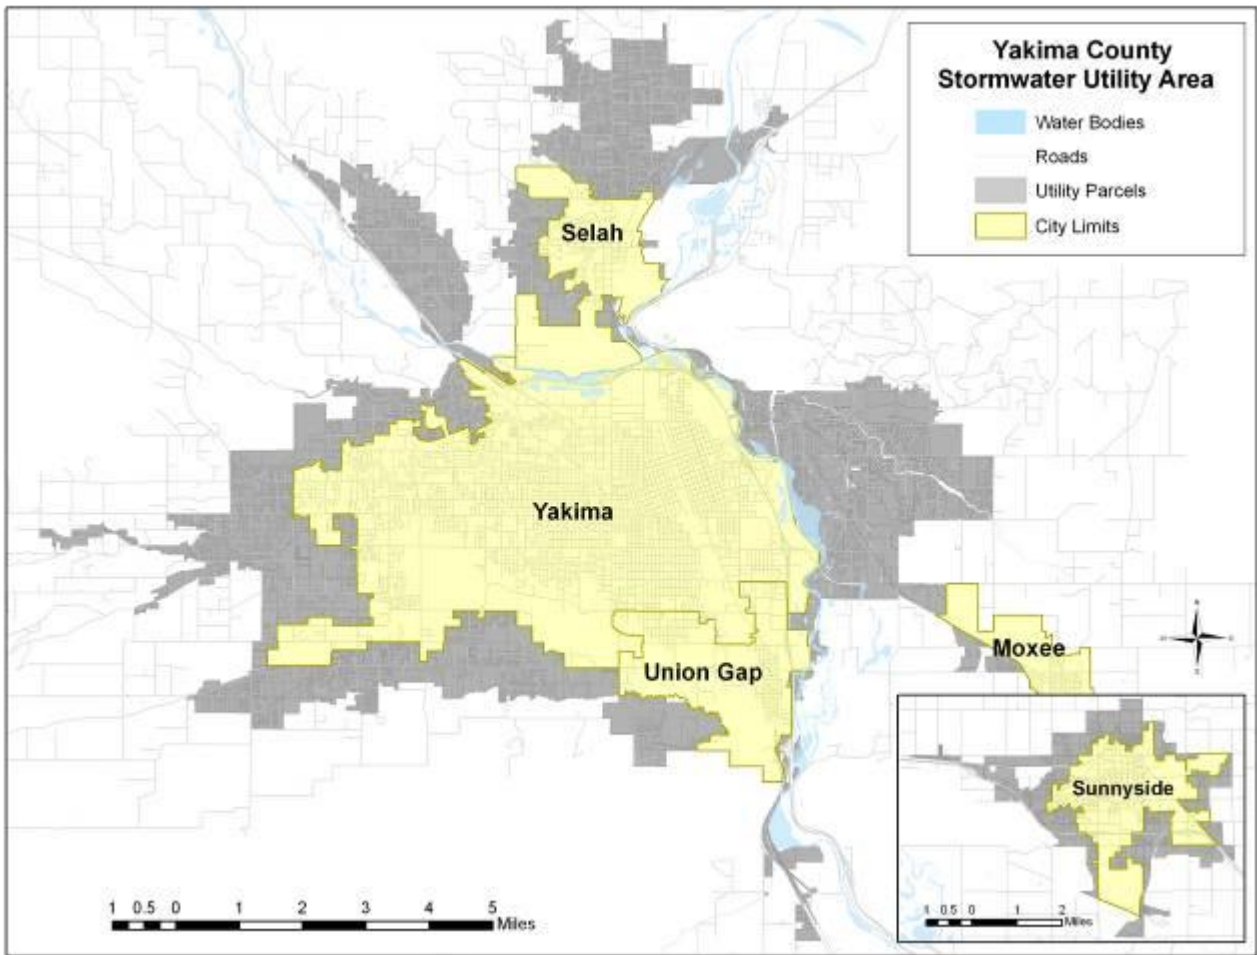 Yakima County
Stormwater Utility Area
Water Bodies
Roads
Utility Parcels
City Limits
Selah
Yakima
Union Gap
Moxee
Sunnyside
1 0.5 0 1 2 3 4 5
Miles
1 0.5 0 1 2
Miles